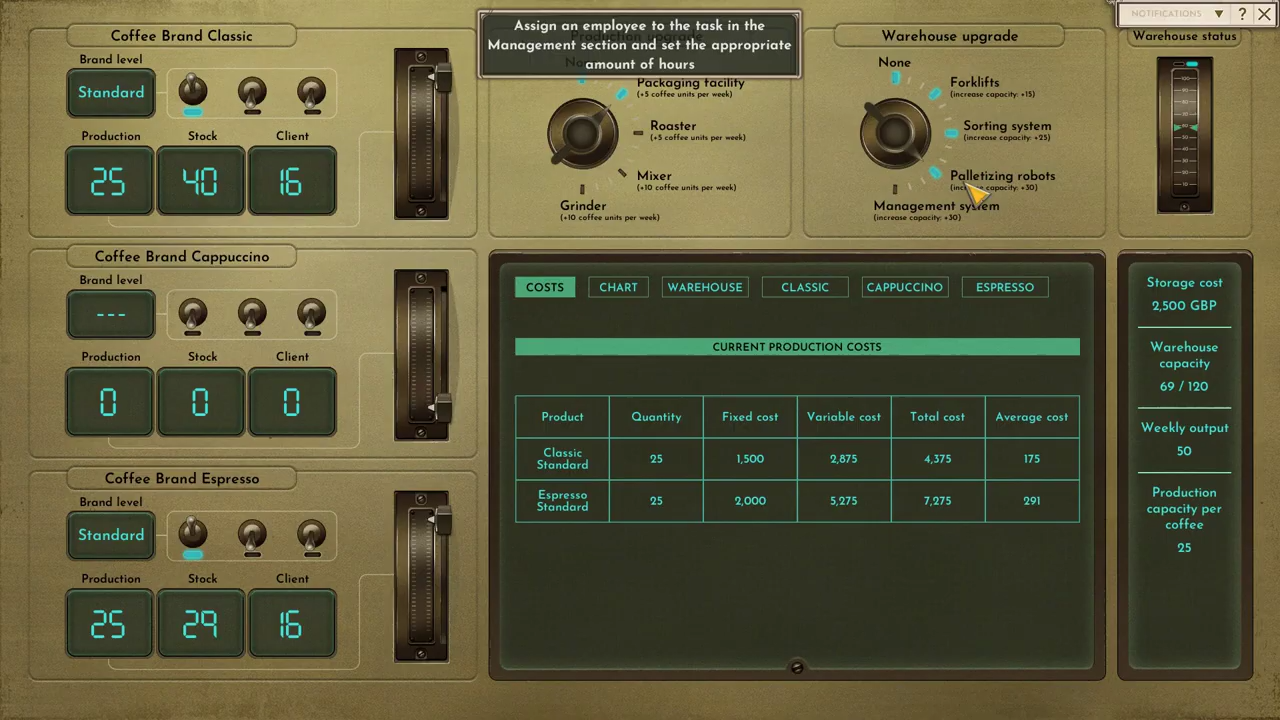 Coffee Brand Classic
Brand level
Standard
Production
Stock
Client
25
40
16
Coffee Brand Cappuccino
Brand level
---
Production
Stock
Client
0
0
0
Coffee Brand Espresso
Brand level
Standard
Production
Stock
Client
25
29
16
Assign an employee to the task in the
Management section and set the appropriate
amount of hours
Production upgrade
None
Packaging facility
(+5 coffee units per week)
Roaster
(+5 coffee units per week)
Mixer
(+10 coffee units per week)
Grinder
(+10 coffee units per week)
Warehouse upgrade
None
Forklifts
(increase capacity: +15)
Sorting system
(increase capacity: +25)
Palletizing robots
(increase capacity: +30)
Management system
(increase capacity: +30)
NOTIFICATIONS ▼ ?
Warehouse status
COSTS
CHART
WAREHOUSE
CLASSIC
CAPPUCCINO
ESPRESSO
CURRENT PRODUCTION COSTS
Product Quantity Fixed cost Variable cost Total cost Average cost
Classic
Standard
25 1,500 2,875 4,375 175
Espresso
Standard
25 2,000 5,275 7,275 291
Storage cost
2,500 GBP
Warehouse
capacity
69 / 120
Weekly output
50
Production
capacity per
coffee
25